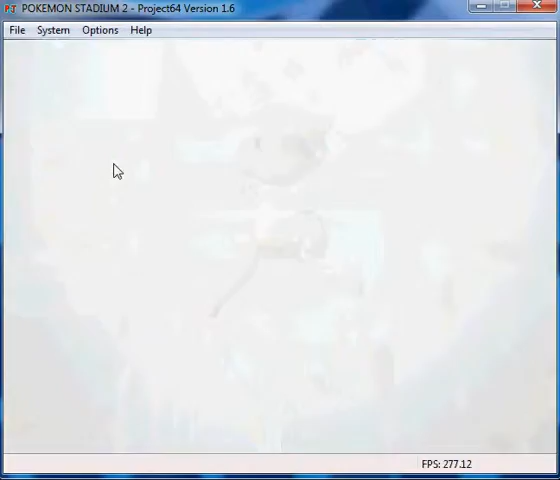 POKEMON STADIUM 2 - Project64 Version 1.6
File System Options Help
FPS: 277.12